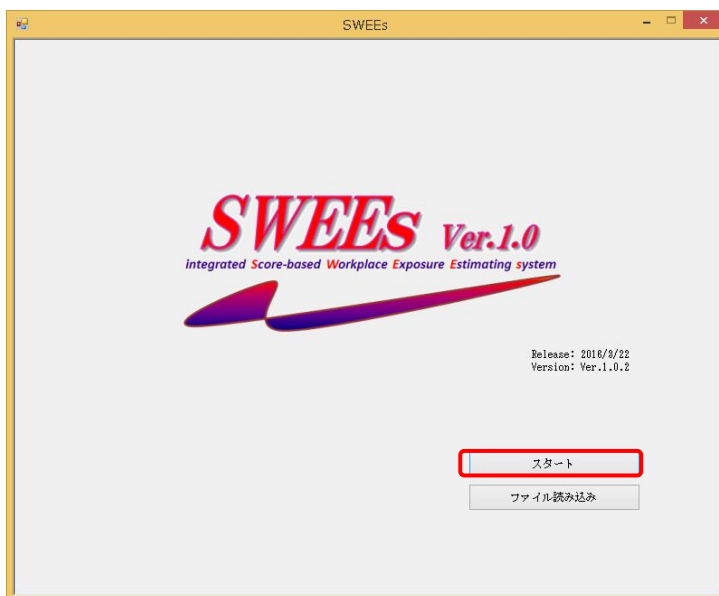 SWEEs
SWEEs Ver.1.0
integrated Score-based Workplace Exposure Estimating system
Release: 2016/3/22
Version: Ver.1.0.2
スタート
ファイル読み込み